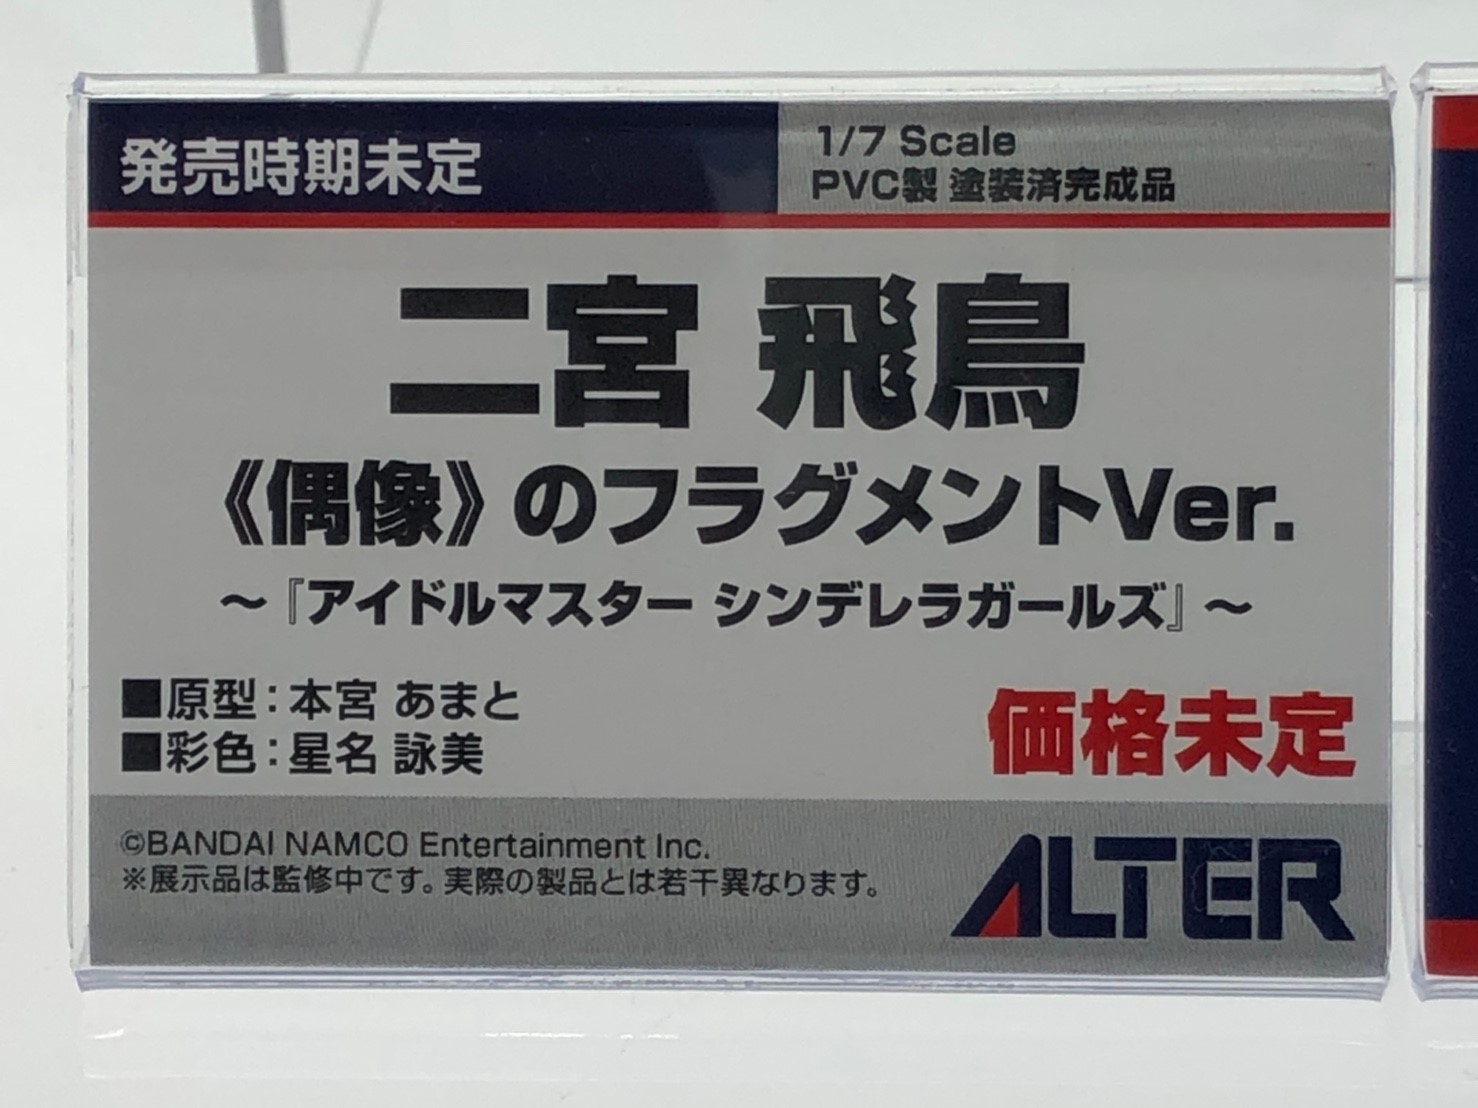 発売時期未定
1/7 Scale
PVC製 塗装済完成品
二宮 飛鳥
《偶像》のフラグメントVer.
～『アイドルマスター シンデレラガールズ』～
■原型：本宮 あまと
■彩色：星名 詠美
価格未定
©BANDAI NAMCO Entertainment Inc.
※展示品は監修中です。実際の製品とは若干異なります。
ALTER